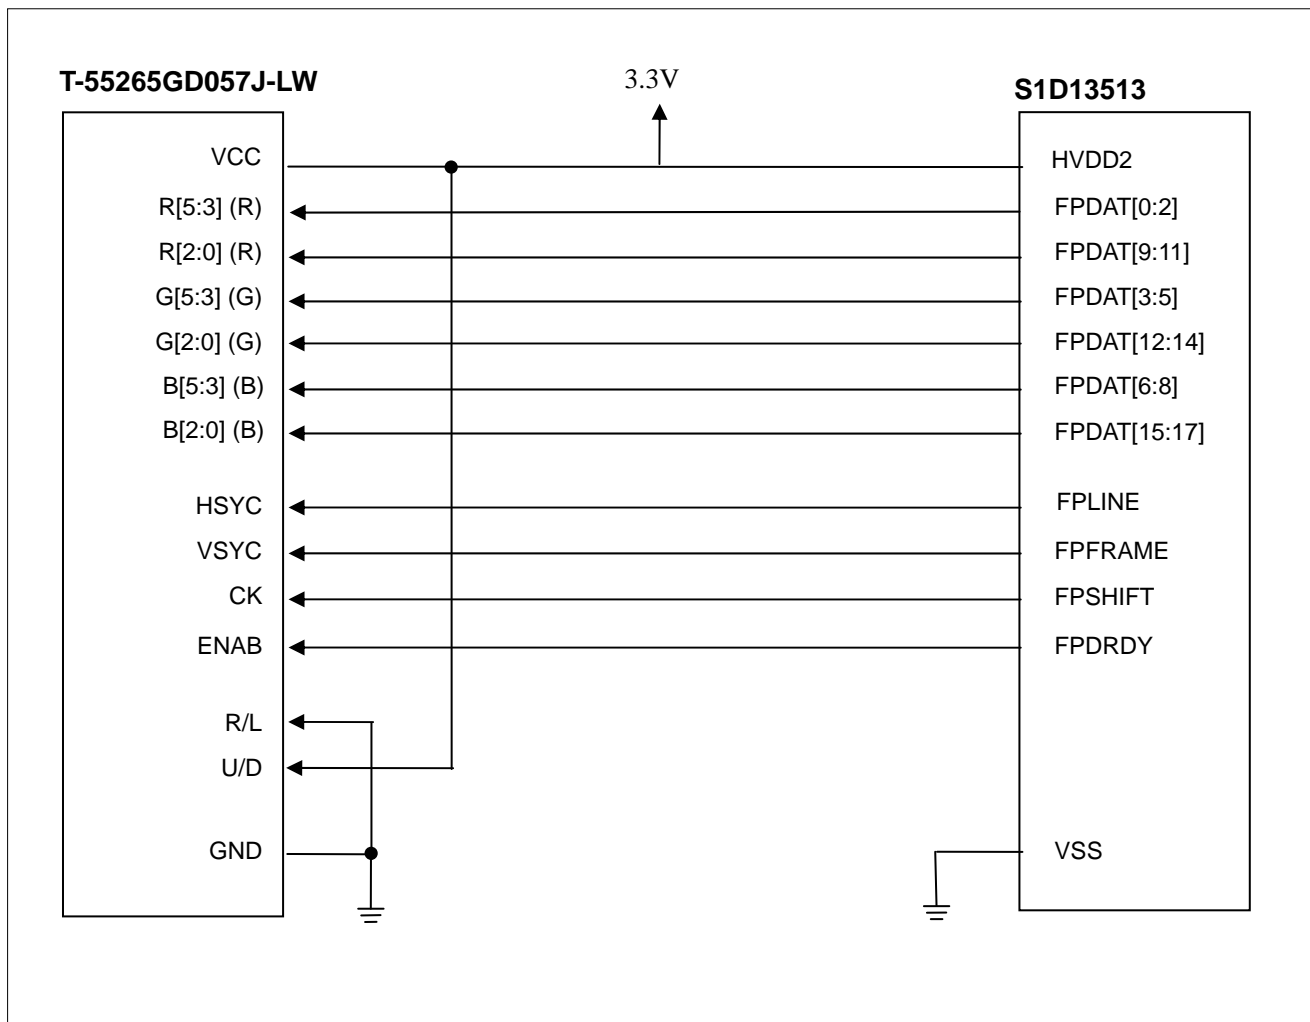 T-55265GD057J-LW
3.3V
S1D13513
VCC HVDD2
R[5:3] (R) FPDAT[0:2]
R[2:0] (R) FPDAT[9:11]
G[5:3] (G) FPDAT[3:5]
G[2:0] (G) FPDAT[12:14]
B[5:3] (B) FPDAT[6:8]
B[2:0] (B) FPDAT[15:17]
HSYC FPLINE
VSYC FPFRAME
CK FPSHIFT
ENAB FPDRDY
R/L
U/D
GND VSS